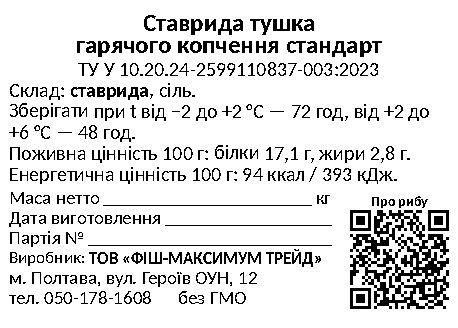 Ставрида тушка
гарячого копчення стандарт
ТУ У 10.20.24-2599110837-003:2023
Склад: ставрида, сіль.
Зберігати при t від −2 до +2 °C — 72 год, від +2 до
+6 °C — 48 год.
Поживна цінність 100 г: білки 17,1 г, жири 2,8 г.
Енергетична цінність 100 г: 94 ккал / 393 кДж.
Маса нетто ______________________ кг
Дата виготовлення _________________
Партія № _________________________
Про рибу
Виробник: ТОВ «ФІШ-МАКСИМУМ ТРЕЙД»
м. Полтава, вул. Героїв ОУН, 12
тел. 050-178-1608 без ГМО